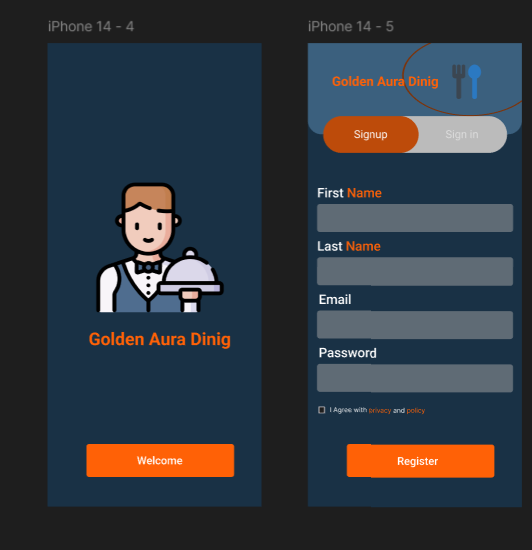 iPhone 14 - 4
Golden Aura Dinig
Welcome
iPhone 14 - 5
Golden Aura Dinig
Signup
Sign in
First Name
Last Name
Email
Password
I Agree with privacy and policy
Register